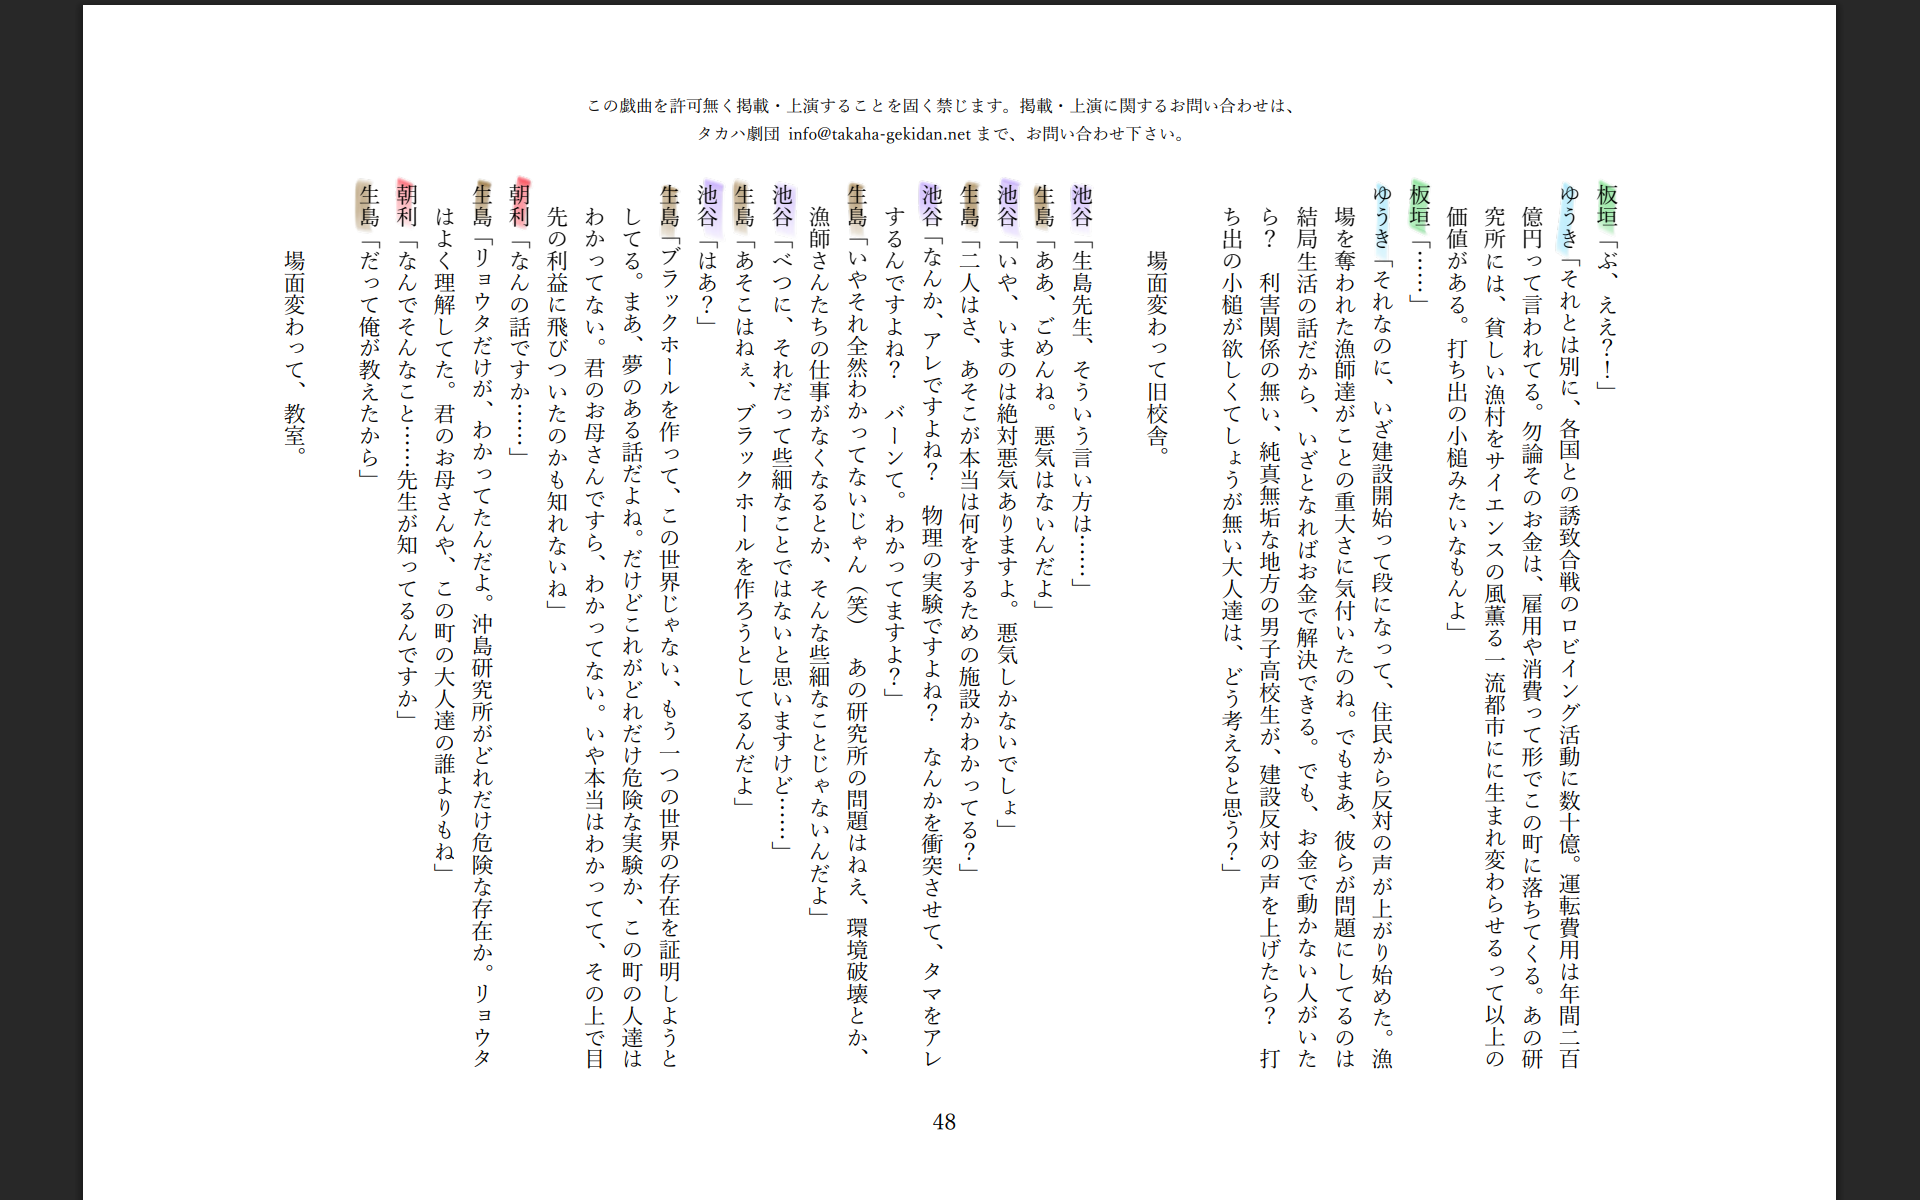 この戯曲を許可無く掲載・上演することを固く禁じます。掲載・上演に関するお問い合わせは、
タカハ劇団 info@takaha-gekidan.net まで、お問い合わせ下さい。
板垣「ぶ、ええ？！」
ゆうき「それとは別に、各国との誘致合戦のロビイング活動に数十億。運転費用は年間二百
億円って言われてる。勿論そのお金は、雇用や消費って形でこの町に落ちてくる。あの研
究所には、貧しい漁村をサイエンスの風薫る一流都市にに生まれ変わらせるって以上の
価値がある。打ち出の小槌みたいなもんよ」
板垣「……」
ゆうき「それなのに、いざ建設開始って段になって、住民から反対の声が上がり始めた。漁
場を奪われた漁師達がことの重大さに気付いたのね。でもまあ、彼らが問題にしてるのは
結局生活の話だから、いざとなればお金で解決できる。でも、お金で動かない人がいた
ら？　利害関係の無い、純真無垢な地方の男子高校生が、建設反対の声を上げたら？　打
ち出の小槌が欲しくてしょうが無い大人達は、どう考えると思う？」
場面変わって旧校舎。
池谷「生島先生、そういう言い方は……」
生島「ああ、ごめんね。悪気はないんだよ」
池谷「いや、いまのは絶対悪気ありますよ。悪気しかないでしょ」
生島「二人はさ、あそこが本当は何をするための施設かわかってる？」
池谷「なんか、アレですよね？　物理の実験ですよね？　なんかを衝突させて、タマをアレ
するんですよね？　バーンて。わかってますよ？」
生島「いやそれ全然わかってないじゃん（笑）　あの研究所の問題はねえ、環境破壊とか、
漁師さんたちの仕事がなくなるとか、そんな些細なことじゃないんだよ」
池谷「べつに、それだって些細なことではないと思いますけど……」
生島「あそこはねぇ、ブラックホールを作ろうとしてるんだよ」
池谷「はあ？」
生島「ブラックホールを作って、この世界じゃない、もう一つの世界の存在を証明しようと
してる。まあ、夢のある話だよね。だけどこれがどれだけ危険な実験か、この町の人達は
わかってない。君のお母さんですら、わかってない。いや本当はわかってて、その上で目
先の利益に飛びついたのかも知れないね」
朝利「なんの話ですか……」
生島「リョウタだけが、わかってたんだよ。沖島研究所がどれだけ危険な存在か。リョウタ
はよく理解してた。君のお母さんや、この町の大人達の誰よりもね」
朝利「なんでそんなこと……先生が知ってるんですか」
生島「だって俺が教えたから」
場面変わって、教室。
48